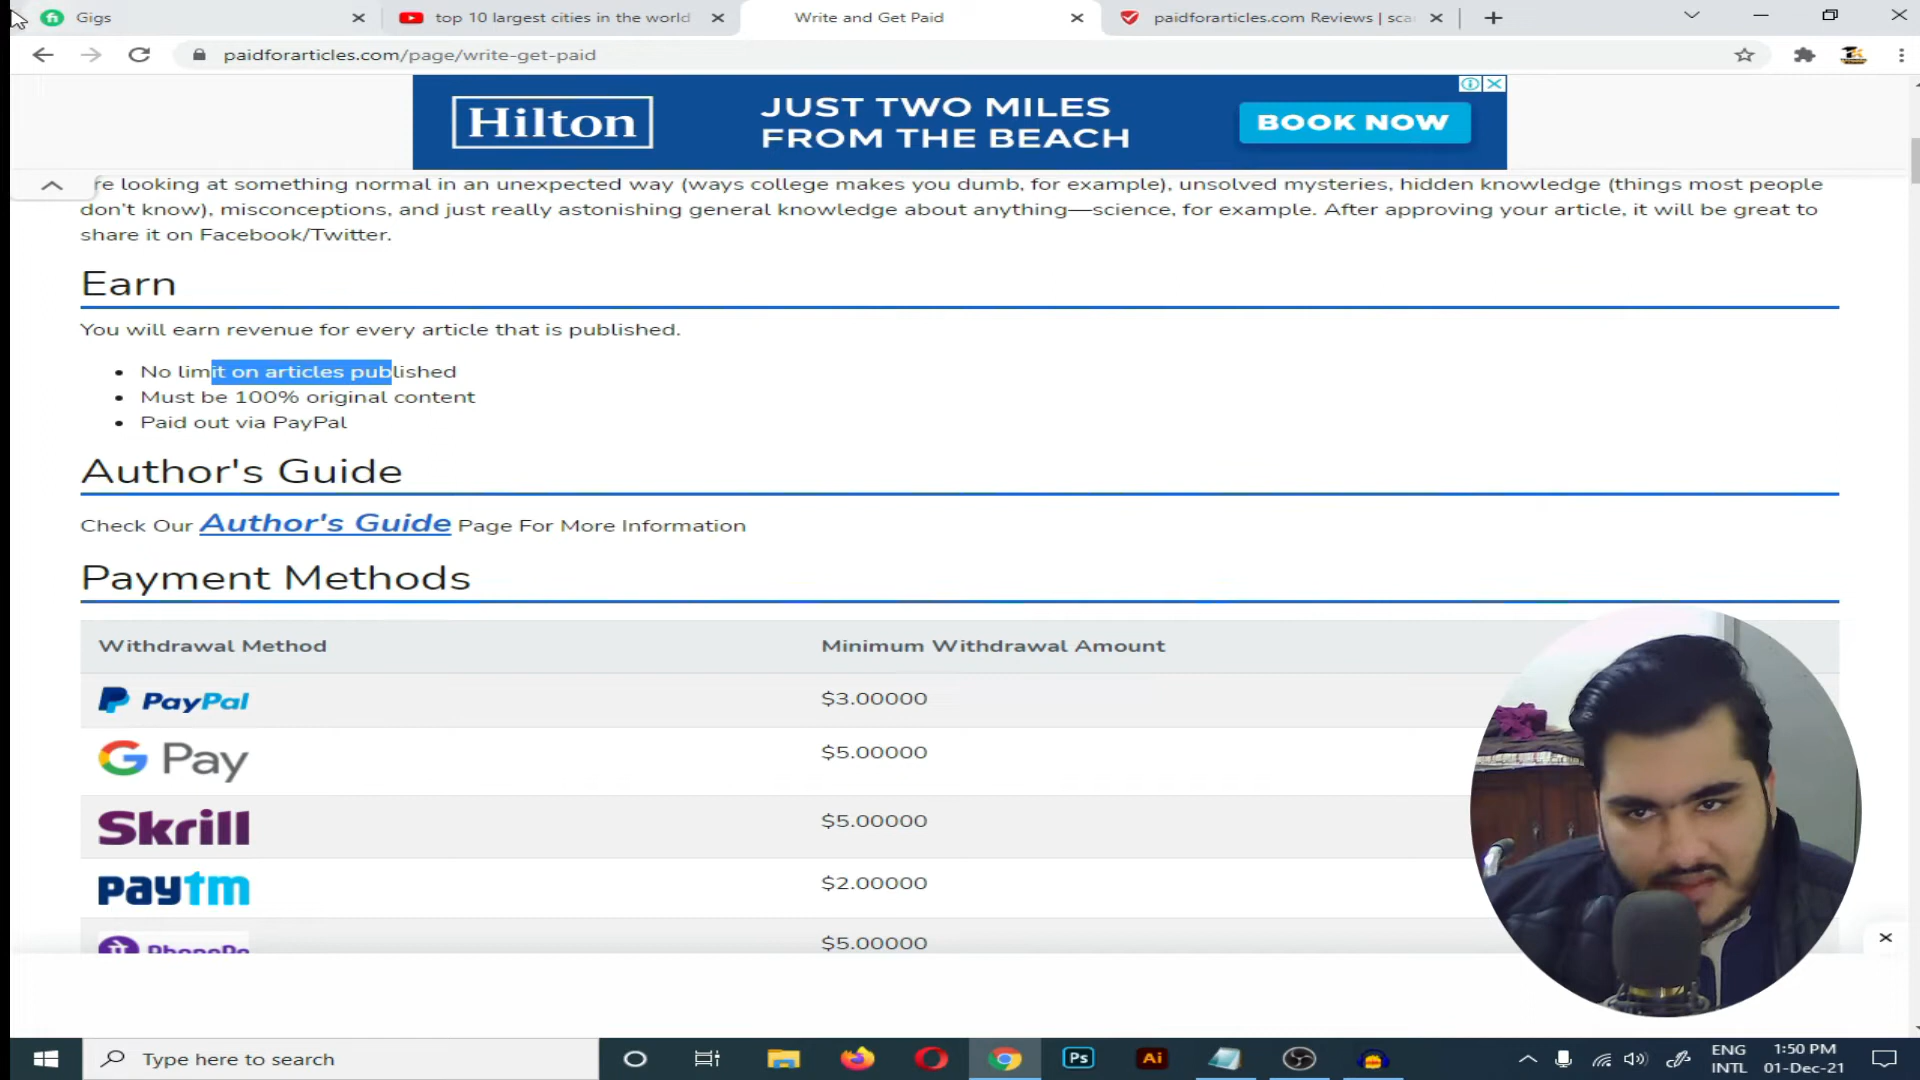 Gigs
top 10 largest cities in the world
Write and Get Paid
paidforarticles.com Reviews | sca
paidforarticles.com/page/write-get-paid
Hilton
JUST TWO MILES
FROM THE BEACH
BOOK NOW
re looking at something normal in an unexpected way (ways college makes you dumb, for example), unsolved mysteries, hidden knowledge (things most people
don't know), misconceptions, and just really astonishing general knowledge about anything—science, for example. After approving your article, it will be great to
share it on Facebook/Twitter.
Earn
You will earn revenue for every article that is published.
• No limit on articles published
• Must be 100% original content
• Paid out via PayPal
Author's Guide
Check Our Author's Guide Page For More Information
Payment Methods
Withdrawal Method Minimum Withdrawal Amount
PayPal $3.00000
G Pay $5.00000
Skrill $5.00000
paytm $2.00000
PhonePe $5.00000
Type here to search
Ps
Ai
ENG
INTL
1:50 PM
01-Dec-21